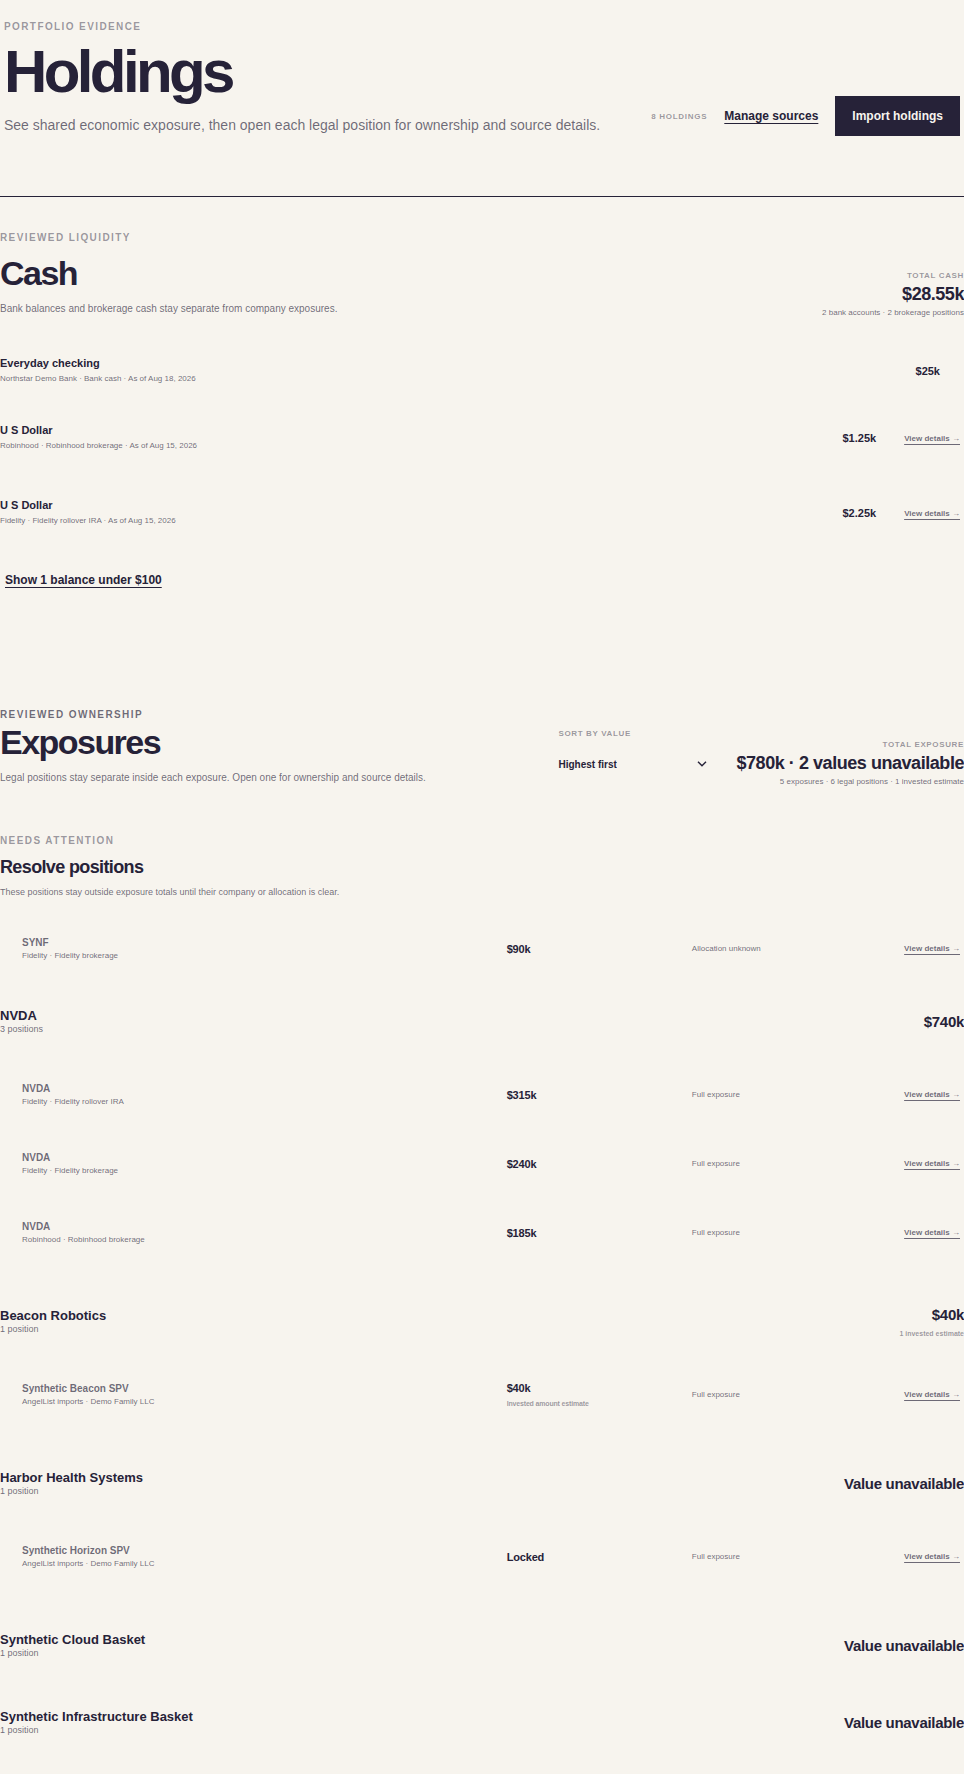 PORTFOLIO EVIDENCE
Holdings
See shared economic exposure, then open each legal position for ownership and source details.
8 HOLDINGS
Manage sources
Import holdings
REVIEWED LIQUIDITY
Cash
Bank balances and brokerage cash stay separate from company exposures.
TOTAL CASH
$28.55k
2 bank accounts · 2 brokerage positions
Everyday checking
Northstar Demo Bank · Bank cash · As of Aug 18, 2026
$25k
U S Dollar
Robinhood · Robinhood brokerage · As of Aug 15, 2026
$1.25k
View details →
U S Dollar
Fidelity · Fidelity rollover IRA · As of Aug 15, 2026
$2.25k
View details →
Show 1 balance under $100
REVIEWED OWNERSHIP
Exposures
Legal positions stay separate inside each exposure. Open one for ownership and source details.
SORT BY VALUE
Highest first
TOTAL EXPOSURE
$780k · 2 values unavailable
5 exposures · 6 legal positions · 1 invested estimate
NEEDS ATTENTION
Resolve positions
These positions stay outside exposure totals until their company or allocation is clear.
SYNF
Fidelity · Fidelity brokerage
$90k
Allocation unknown
View details →
NVDA
3 positions
$740k
NVDA
Fidelity · Fidelity rollover IRA
$315k
Full exposure
View details →
NVDA
Fidelity · Fidelity brokerage
$240k
Full exposure
View details →
NVDA
Robinhood · Robinhood brokerage
$185k
Full exposure
View details →
Beacon Robotics
1 position
$40k
1 invested estimate
Synthetic Beacon SPV
AngelList imports · Demo Family LLC
$40k
Invested amount estimate
Full exposure
View details →
Harbor Health Systems
1 position
Value unavailable
Synthetic Horizon SPV
AngelList imports · Demo Family LLC
Locked
Full exposure
View details →
Synthetic Cloud Basket
1 position
Value unavailable
Synthetic Infrastructure Basket
1 position
Value unavailable